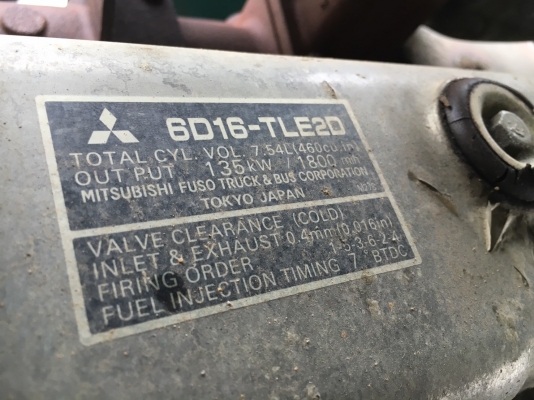 6D16-TLE2D
TOTAL CYL. VOL. 7.54L(460cu.in)
OUT PUT 135kW / 1800 min
MITSUBISHI FUSO TRUCK & BUS CORPORATION
TOKYO JAPAN
VALVE CLEARANCE (COLD)
INLET & EXHAUST 0.4mm(0.016in)
FIRING ORDER 1-5-3-6-2-4
FUEL INJECTION TIMING 7° BTDC